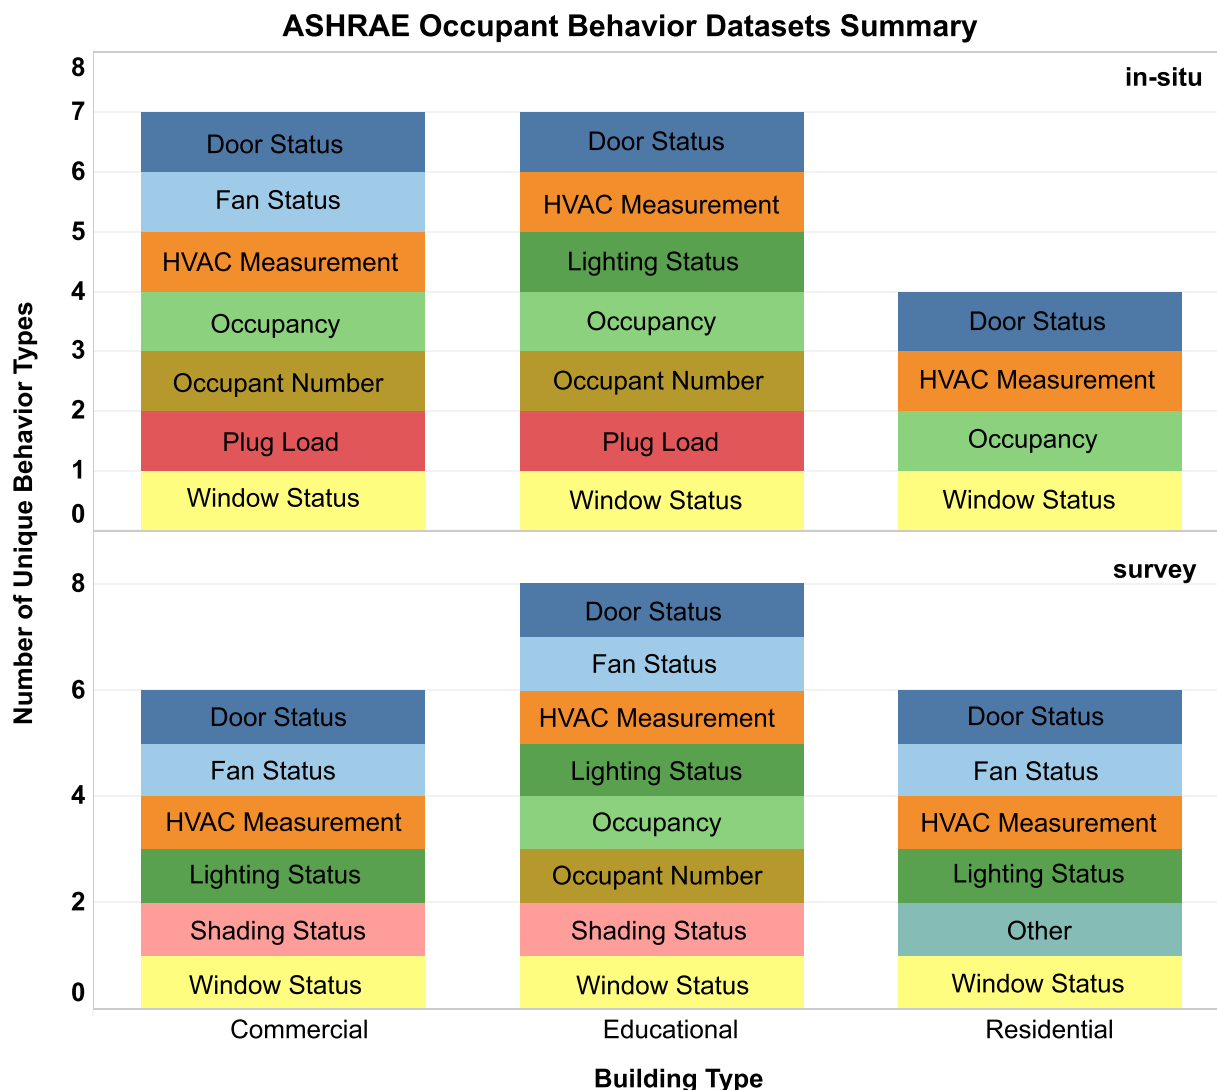 ASHRAE Occupant Behavior Datasets Summary
in-situ
8
7
6
5
4
3
2
1
0
Door Status
Fan Status
HVAC Measurement
Occupancy
Occupant Number
Plug Load
Window Status
Door Status
HVAC Measurement
Lighting Status
Occupancy
Occupant Number
Plug Load
Window Status
Door Status
HVAC Measurement
Occupancy
Window Status
Number of Unique Behavior Types
survey
8
6
4
2
0
Door Status
Fan Status
HVAC Measurement
Lighting Status
Shading Status
Window Status
Door Status
Fan Status
HVAC Measurement
Lighting Status
Occupancy
Occupant Number
Shading Status
Window Status
Door Status
Fan Status
HVAC Measurement
Lighting Status
Other
Window Status
Commercial
Educational
Residential
Building Type